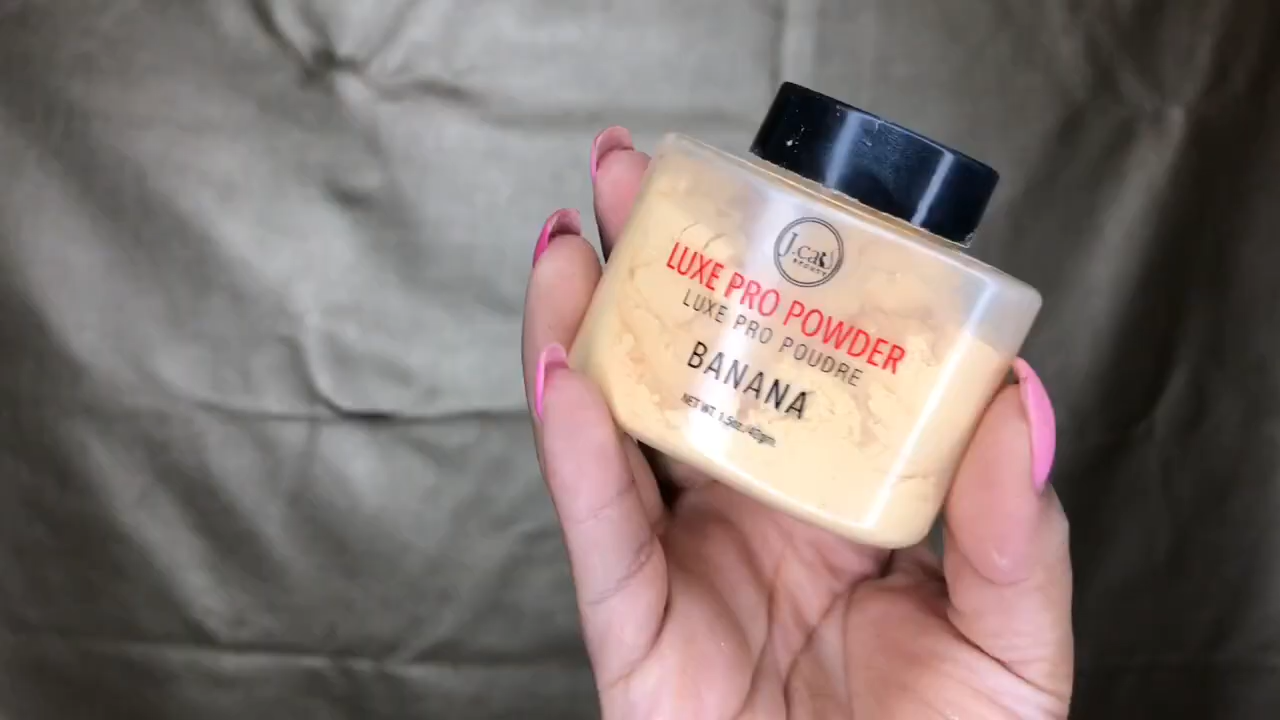 J.cat
BEAUTY
LUXE PRO POWDER
LUXE PRO POUDRE
BANANA
NET WT. 1.5oz./42gm.